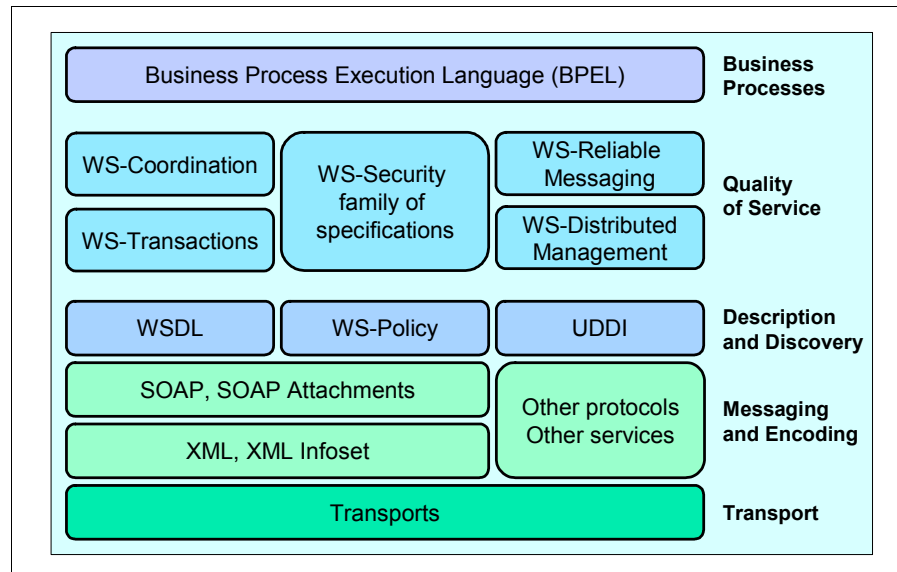 Business Process Execution Language (BPEL)
Business
Processes
WS-Coordination
WS-Transactions
WS-Security
family of
specifications
WS-Reliable
Messaging
WS-Distributed
Management
Quality
of Service
WSDL
WS-Policy
UDDI
Description
and Discovery
SOAP, SOAP Attachments
XML, XML Infoset
Other protocols
Other services
Messaging
and Encoding
Transports
Transport